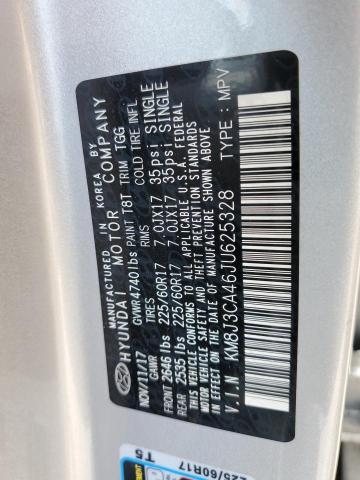 MANUFACTURED IN KOREA BY
HYUNDAI MOTOR COMPANY
NOV/11/17 GVWR 4740 lbs PAINT T8T TRIM TGG
GAWR TIRES RIMS COLD TIRE INFL
FRONT 2646 lbs 225/60R17 7.0JX17 35psi SINGLE
REAR 2535 lbs 225/60R17 7.0JX17 35psi SINGLE
THIS VEHICLE CONFORMS TO ALL APPLICABLE U.S.A. FEDERAL
MOTOR VEHICLE SAFETY AND THEFT PREVENTION STANDARDS
IN EFFECT ON THE DATE OF MANUFACTURE SHOWN ABOVE.
V.I.N: KM8J3CA46JU625328 TYPE: MPV
T5
225/60R17